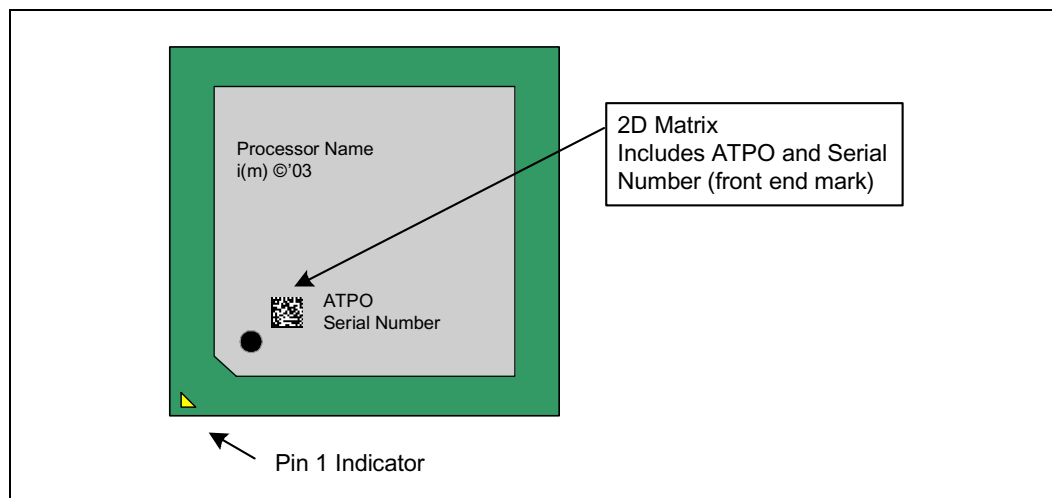 Processor Name
i(m) ©’03
2D Matrix
Includes ATPO and Serial
Number (front end mark)
ATPO
Serial Number
Pin 1 Indicator